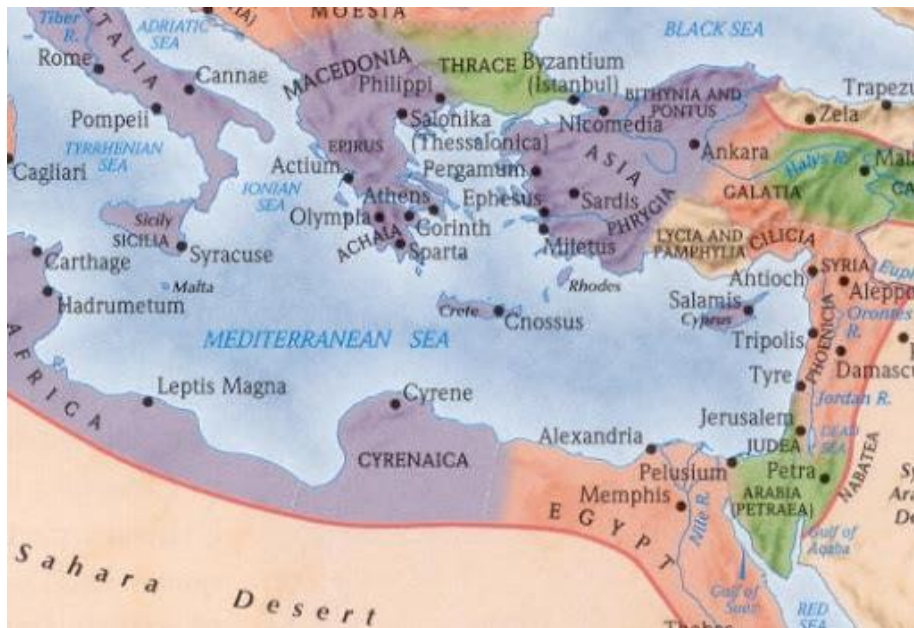 MOESIA
Tiber
R.
ITALIA
ADRIATIC
SEA
BLACK SEA
Rome
Cannae
MACEDONIA
THRACE
Byzantium
(Istanbul)
Philippi
BITHYNIA AND
PONTUS
Zela
Pompeii
Salonika
(Thessalonica)
Nicomedia
TYRRHENIAN
SEA
EPIRUS
ASIA
Ankara
Halys R.
Cagliari
Actium
Pergamum
IONIAN
SEA
Athens
Ephesus
Sardis
GALATIA
PHRYGIA
Sicily
SICILIA
Olympia
Corinth
ACHAIA
Sparta
Miletus
LYCIA AND
PAMPHYLIA
CILICIA
Syracuse
Carthage
Malta
Rhodes
Antioch
SYRIA
Aleppo
Hadrumetum
Crete
Cnossus
Salamis
Cyprus
Orontes
R.
MEDITERRANEAN SEA
Tripolis
PHOENICIA
AFRICA
Leptis Magna
Cyrene
Tyre
Jordan R.
Jerusalem
DEAD
SEA
Alexandria
JUDEA
CYRENAICA
Pelusium
Petra
NABATEA
Memphis
ARABIA
(PETRAEA)
EGYPT
Nile R.
Gulf of
Aqaba
Sahara Desert
Gulf of
Suez
RED
SEA